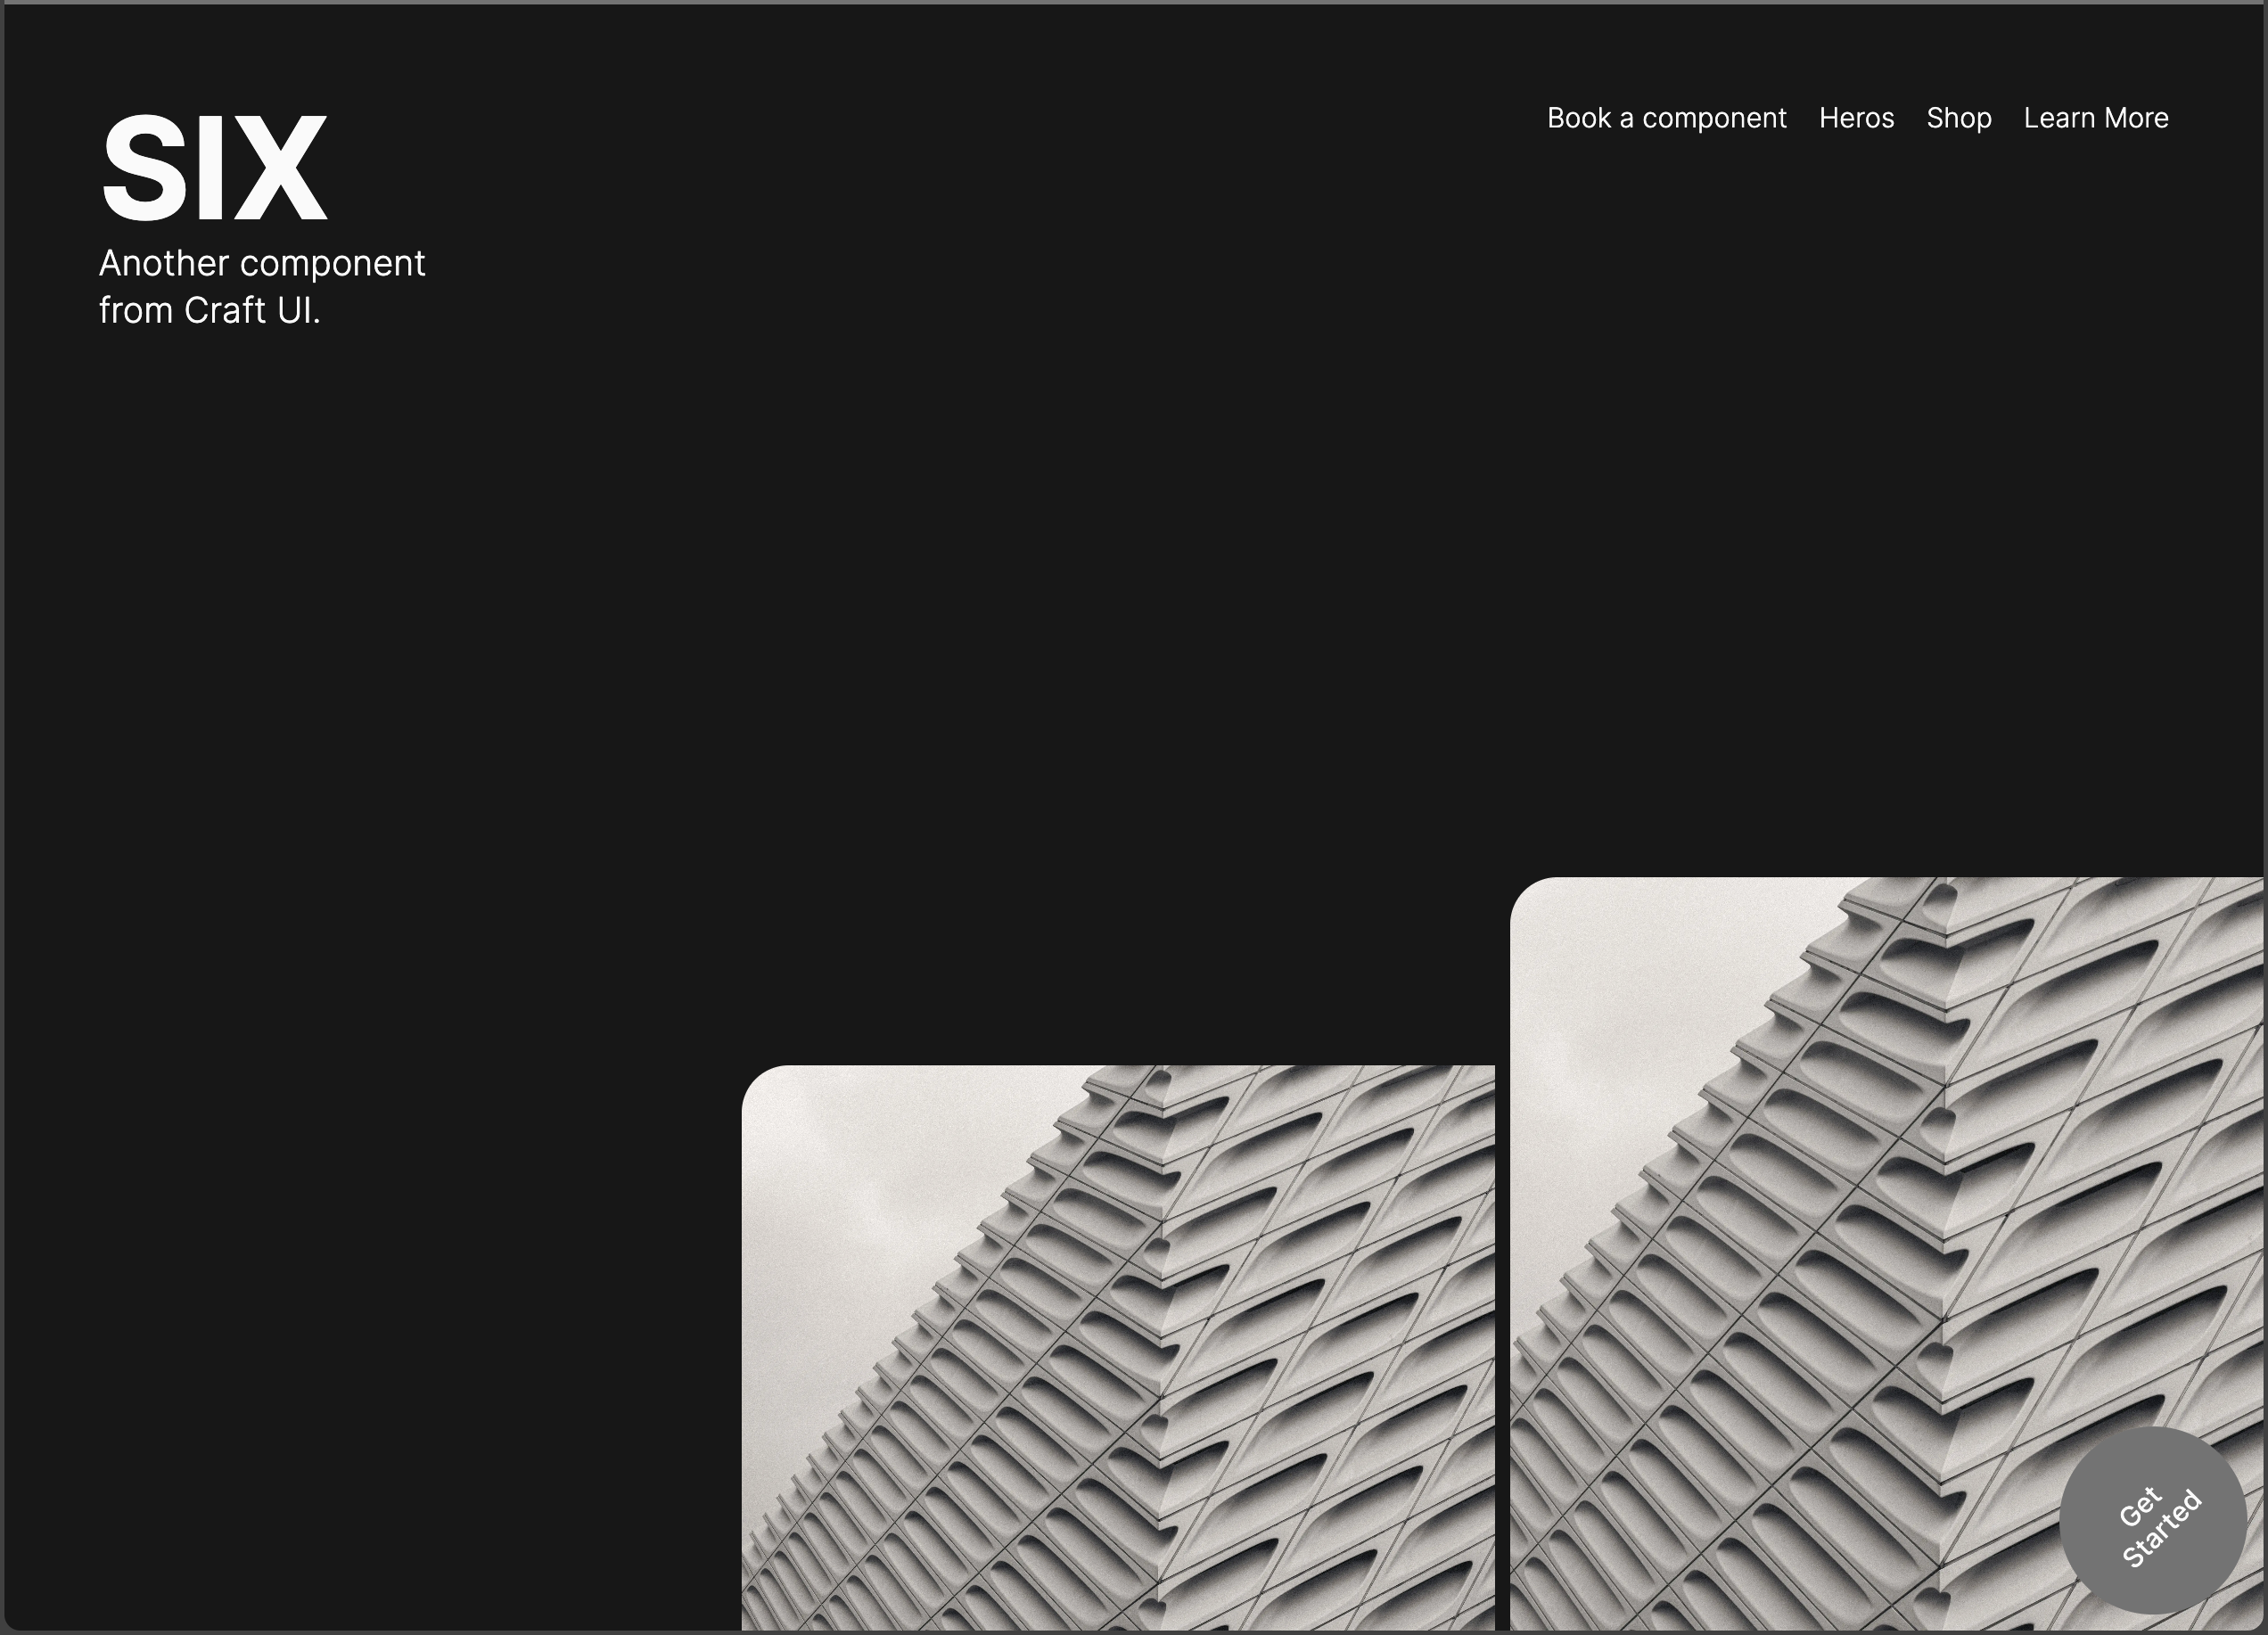 SIX
Another component
from Craft UI.
Book a component Heros Shop Learn More
Get
Started